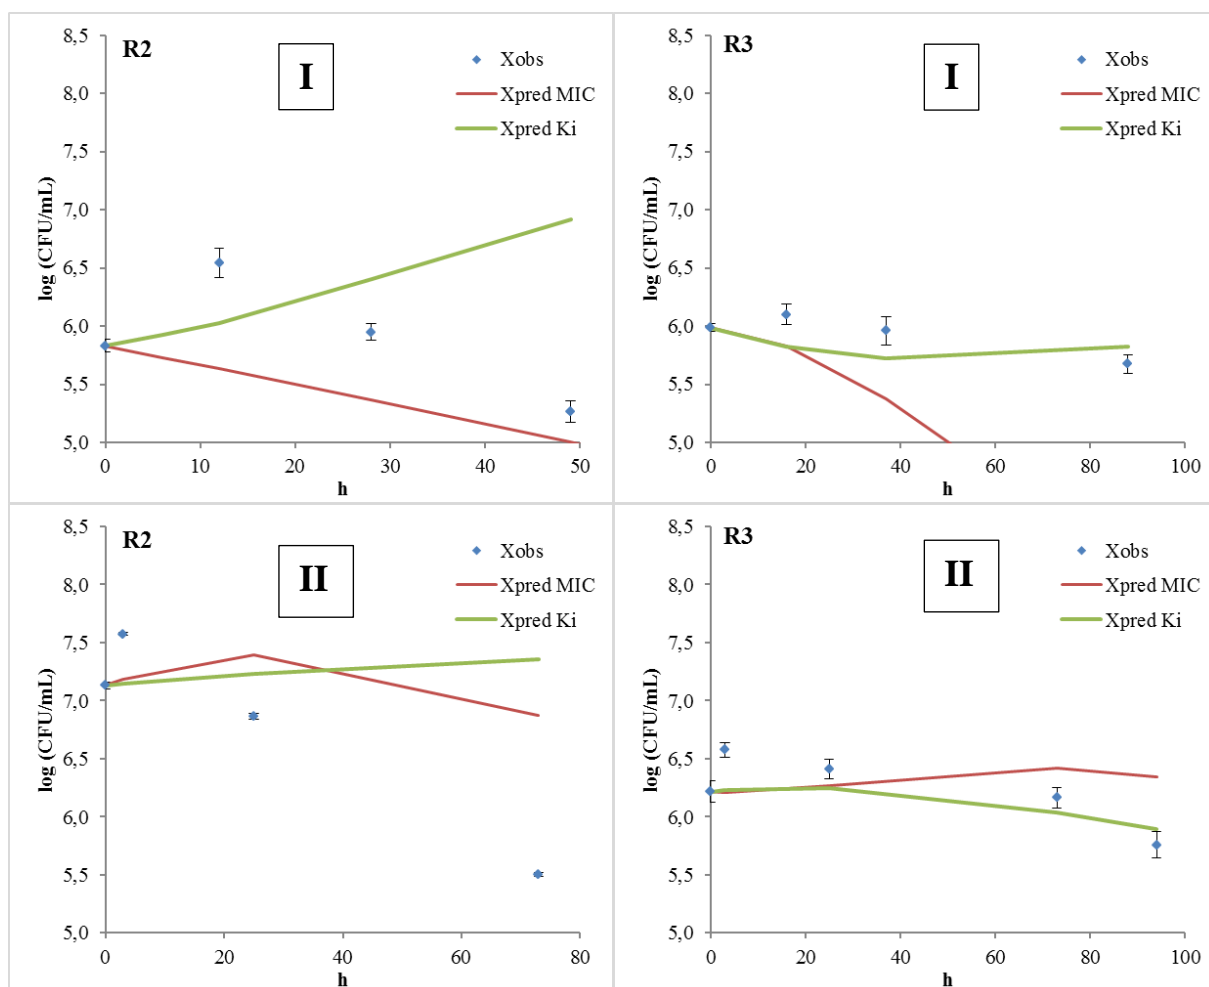 R2
I
Xobs
Xpred MIC
Xpred Ki
log (CFU/mL)
8,5
8,0
7,5
7,0
6,5
6,0
5,5
5,0
0 10 20 30 40 50
h
R3
I
Xobs
Xpred MIC
Xpred Ki
log (CFU/mL)
8,5
8,0
7,5
7,0
6,5
6,0
5,5
5,0
0 20 40 60 80 100
h
R2
II
Xobs
Xpred MIC
Xpred Ki
log (CFU/mL)
8,5
8,0
7,5
7,0
6,5
6,0
5,5
5,0
0 20 40 60 80
h
R3
II
Xobs
Xpred MIC
Xpred Ki
log (CFU/mL)
8,5
8,0
7,5
7,0
6,5
6,0
5,5
5,0
0 20 40 60 80 100
h